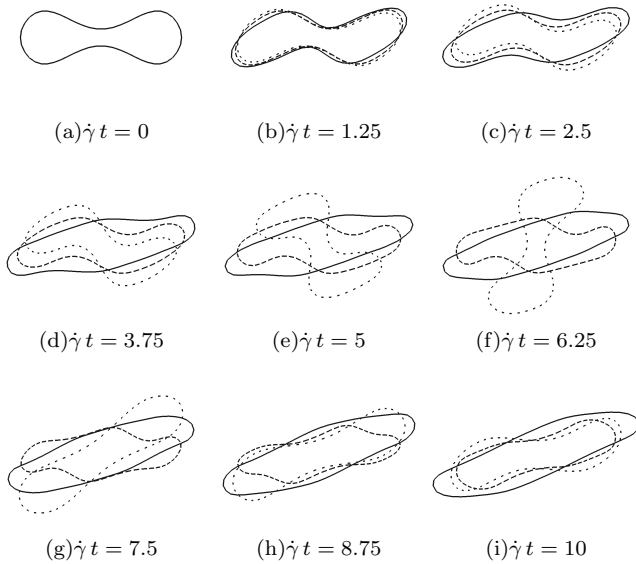 (a) γ̇ t = 0
(b) γ̇ t = 1.25
(c) γ̇ t = 2.5
(d) γ̇ t = 3.75
(e) γ̇ t = 5
(f) γ̇ t = 6.25
(g) γ̇ t = 7.5
(h) γ̇ t = 8.75
(i) γ̇ t = 10